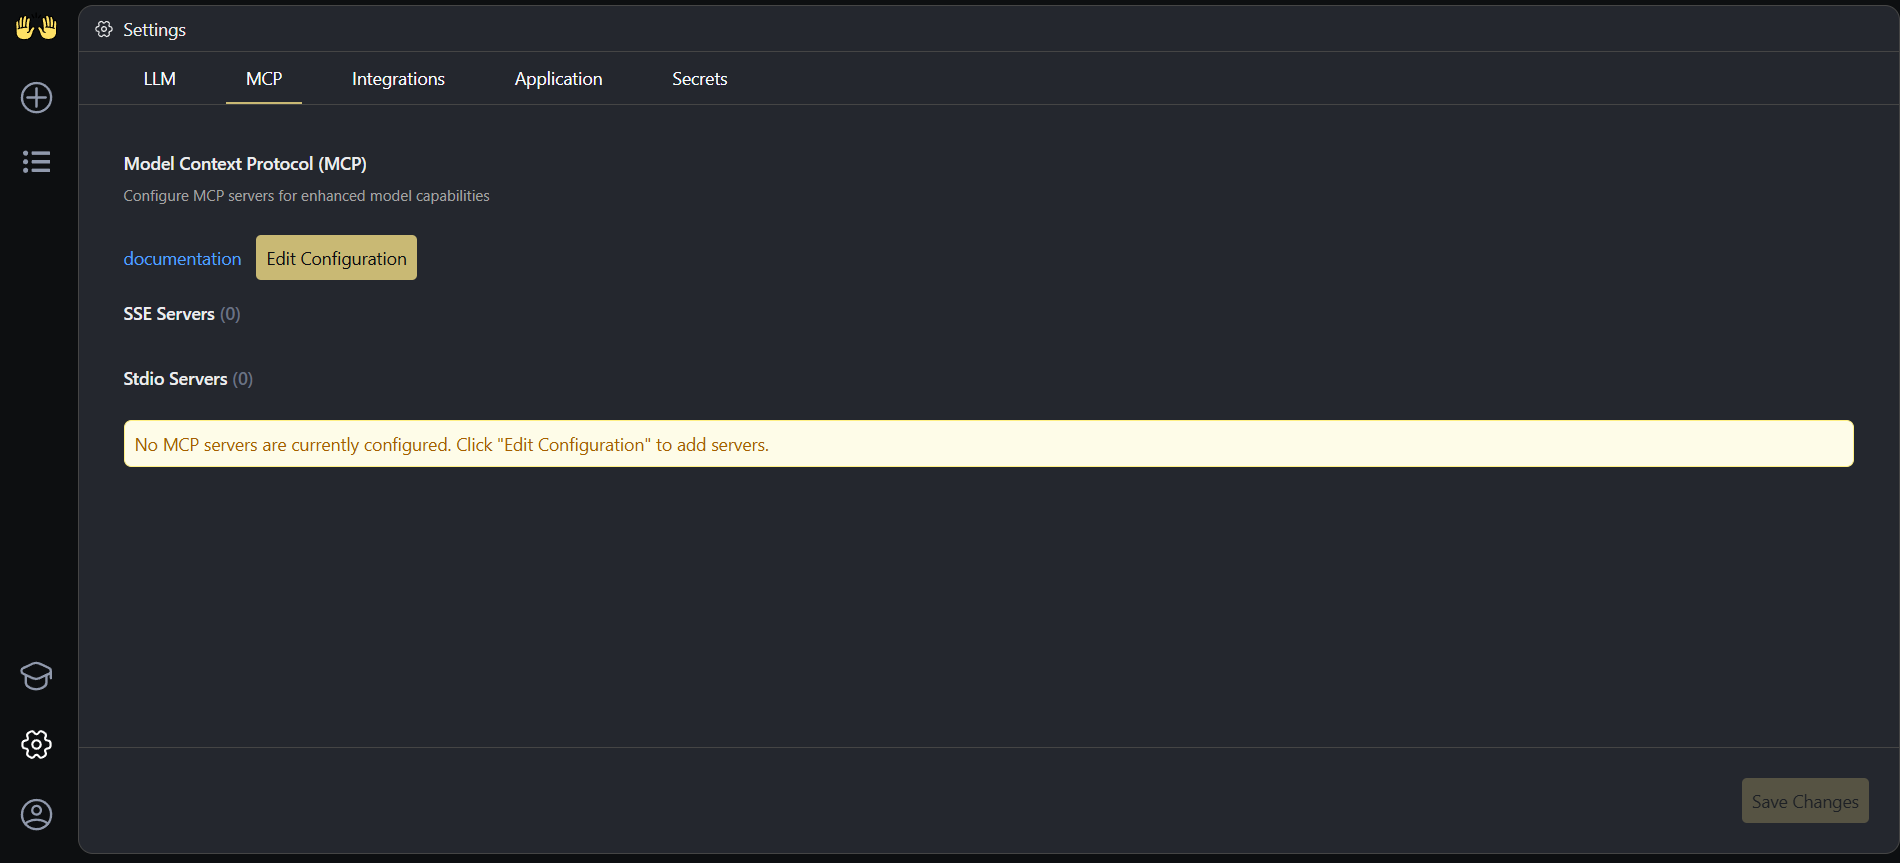 Settings
LLM MCP Integrations Application Secrets
Model Context Protocol (MCP)
Configure MCP servers for enhanced model capabilities
documentation Edit Configuration
SSE Servers (0)
Stdio Servers (0)
No MCP servers are currently configured. Click "Edit Configuration" to add servers.
Save Changes